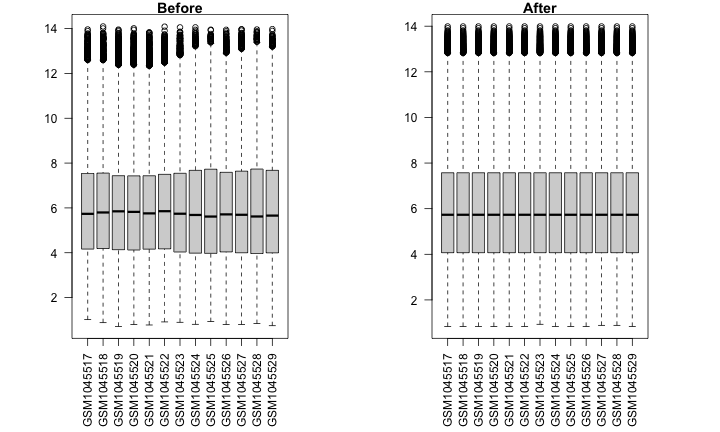 Before
14
12
10
8
6
4
2
GSM1045517
GSM1045518
GSM1045519
GSM1045520
GSM1045521
GSM1045522
GSM1045523
GSM1045524
GSM1045525
GSM1045526
GSM1045527
GSM1045528
GSM1045529
After
14
12
10
8
6
4
2
GSM1045517
GSM1045518
GSM1045519
GSM1045520
GSM1045521
GSM1045522
GSM1045523
GSM1045524
GSM1045525
GSM1045526
GSM1045527
GSM1045528
GSM1045529